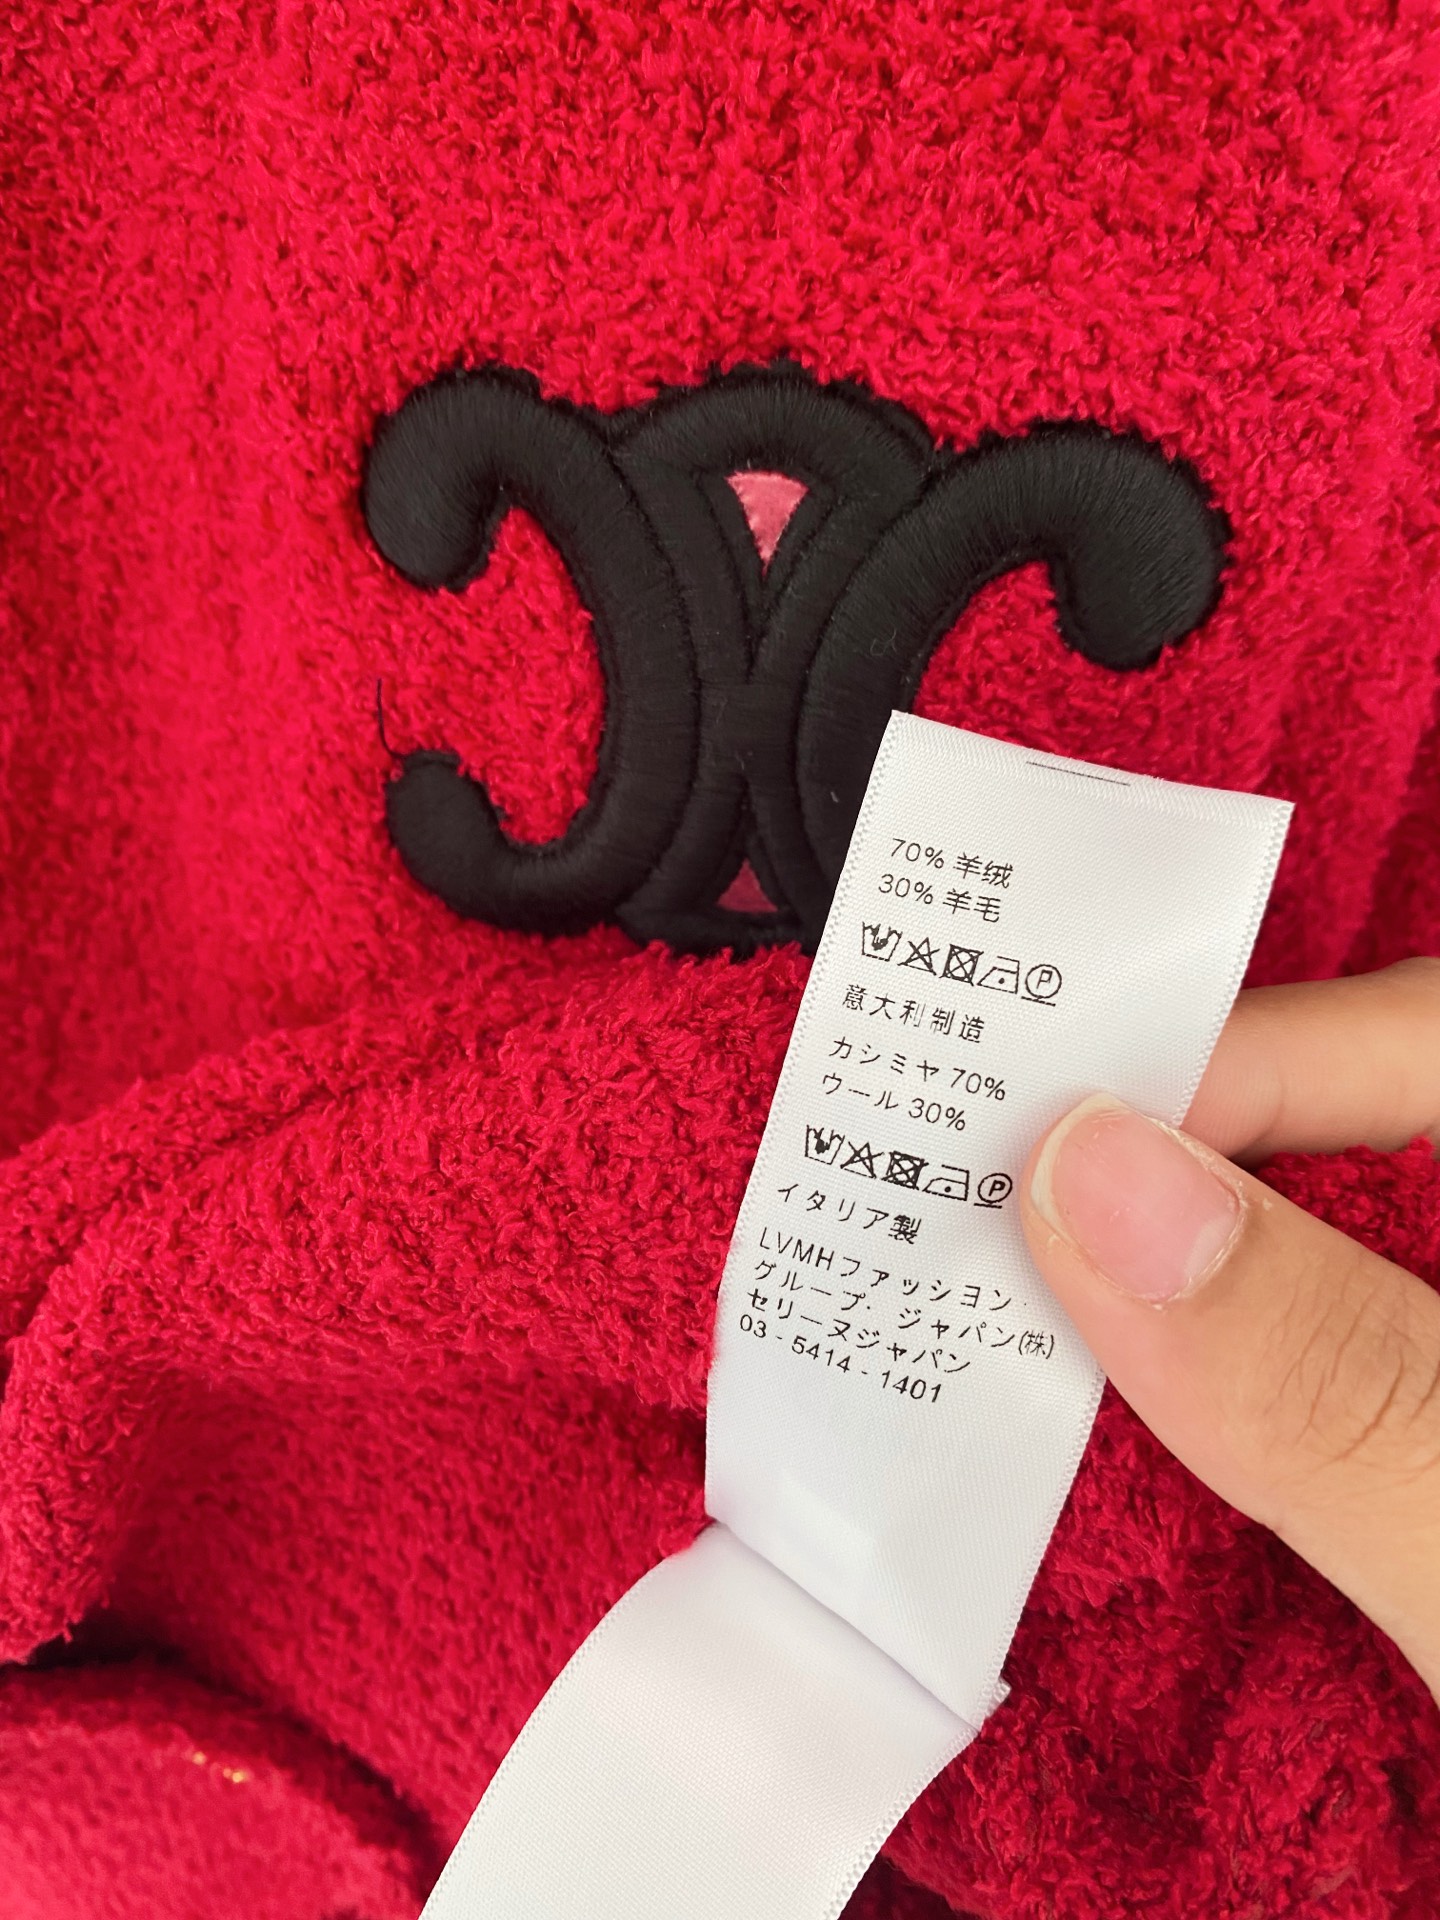 70% 羊绒
30% 羊毛
意大利制造
カシミヤ 70%
ウール 30%
イタリア製
LVMHファッション・
グループ・ジャパン(株)
セリーヌジャパン
03-5414-1401